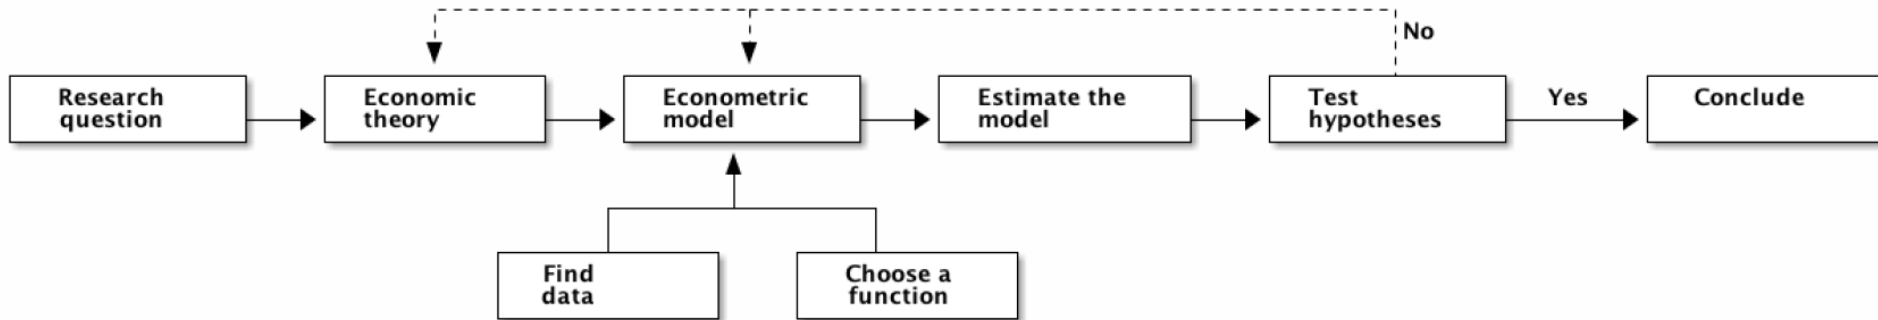 No
Research
question
Economic
theory
Econometric
model
Estimate the
model
Test
hypotheses
Yes
Conclude
Find
data
Choose a
function